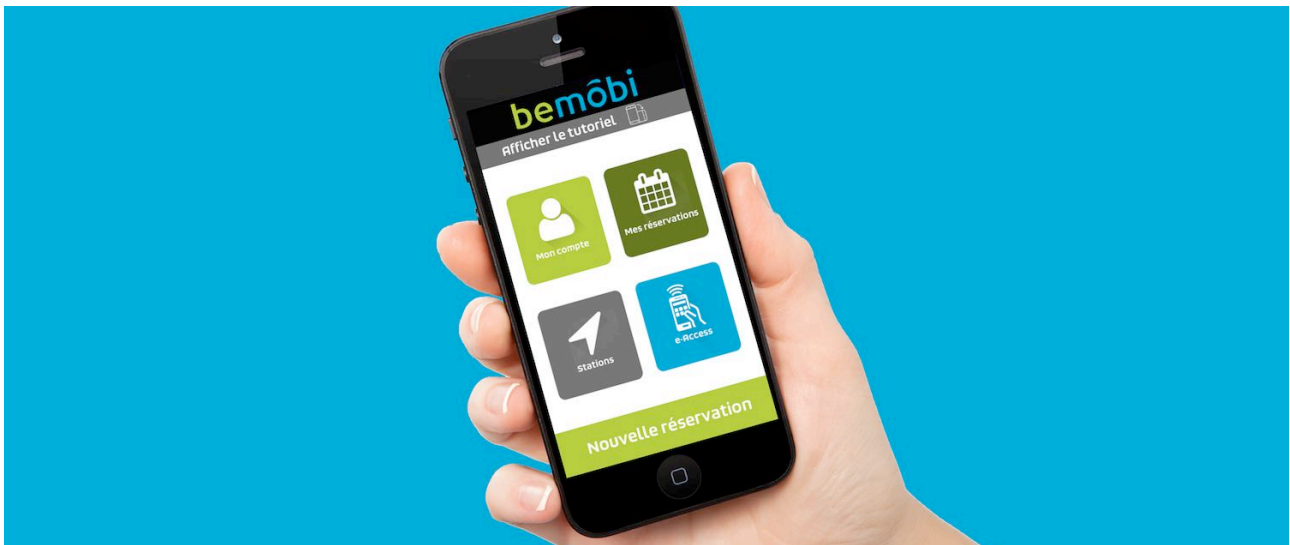 bemôbi
Afficher le tutoriel
Mon compte
Mes réservations
Stations
e-Access
Nouvelle réservation